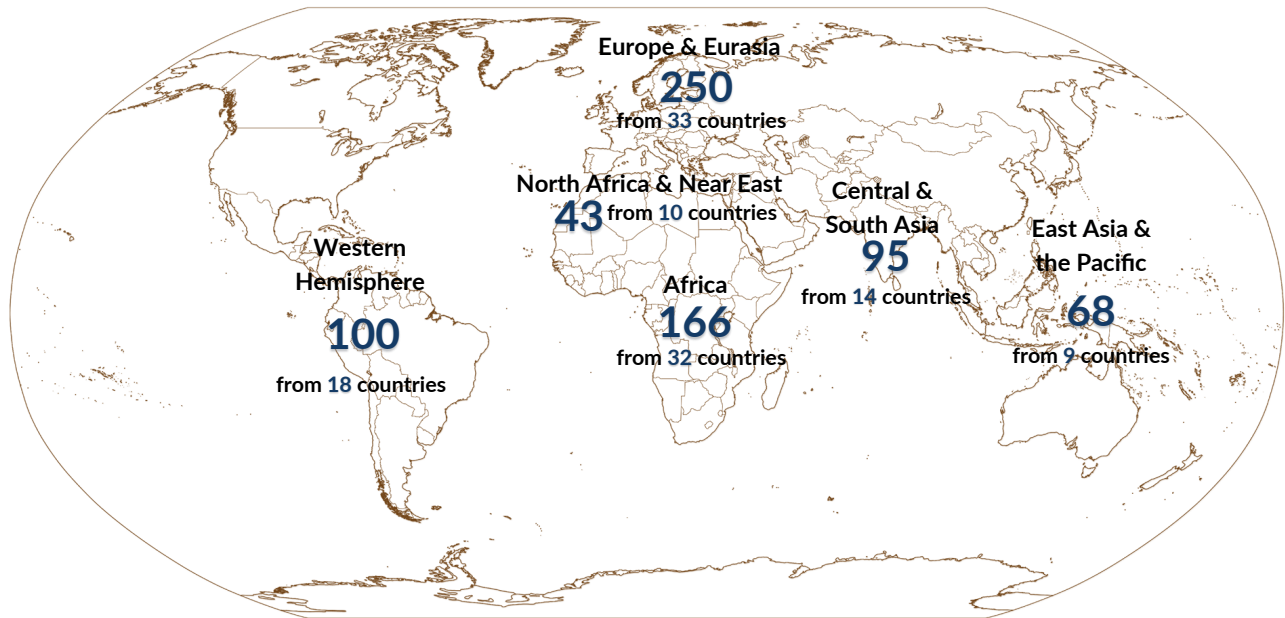 Europe & Eurasia
250
from 33 countries
North Africa & Near East
43 from 10 countries
Central &
South Asia
95
from 14 countries
East Asia &
the Pacific
68
from 9 countries
Western
Hemisphere
100
from 18 countries
Africa
166
from 32 countries